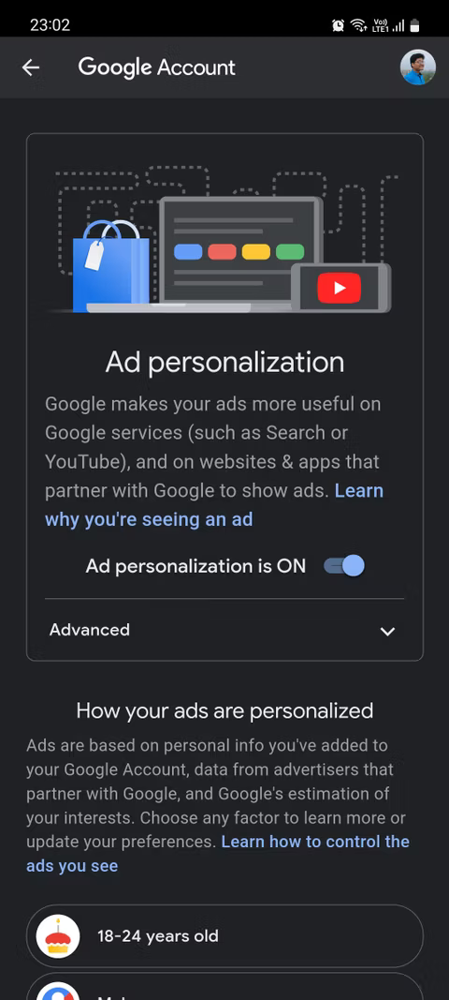 23:02
Vo))
LTE1
Google Account
Ad personalization
Google makes your ads more useful on
Google services (such as Search or
YouTube), and on websites & apps that
partner with Google to show ads. Learn
why you're seeing an ad
Ad personalization is ON
Advanced
How your ads are personalized
Ads are based on personal info you've added to
your Google Account, data from advertisers that
partner with Google, and Google's estimation of
your interests. Choose any factor to learn more or
update your preferences. Learn how to control the
ads you see
18-24 years old